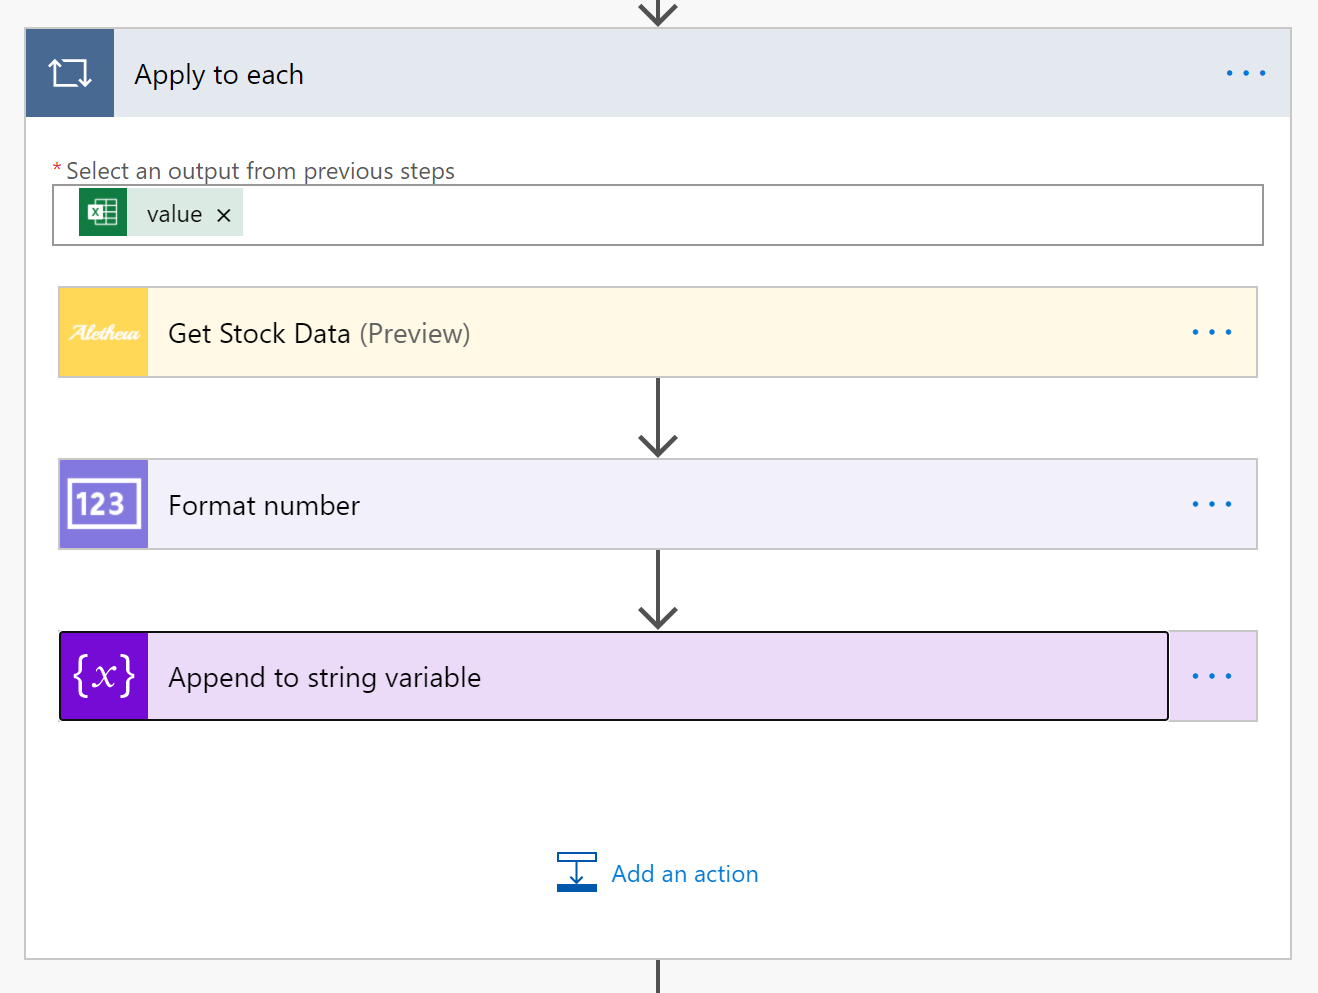 Apply to each
* Select an output from previous steps
value
Aletheia
Get Stock Data (Preview)
123
Format number
{x}
Append to string variable
Add an action